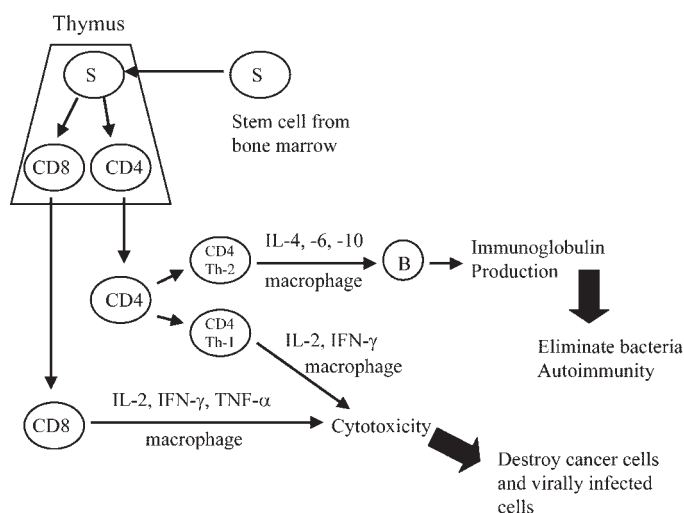 Thymus
S
S
Stem cell from
bone marrow
CD8
CD4
CD4
CD4
Th-2
IL-4, -6, -10
macrophage
B
Immunoglobulin
Production
Eliminate bacteria
Autoimmunity
CD4
Th-1
IL-2, IFN-γ
macrophage
CD8
IL-2, IFN-γ, TNF-α
macrophage
Cytotoxicity
Destroy cancer cells
and virally infected
cells